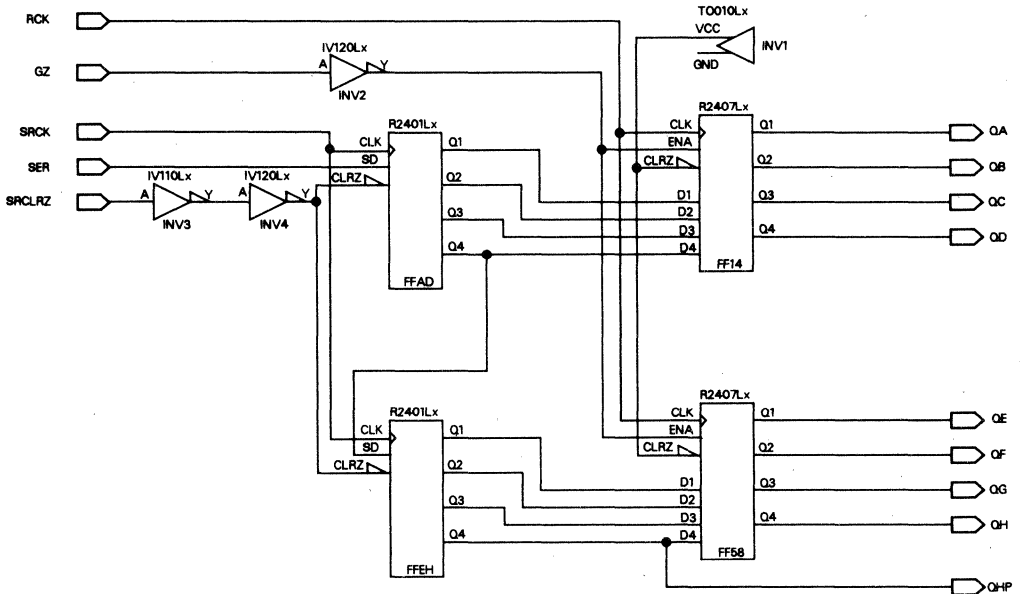 RCK
TO010Lx
VCC
INV1
GND
GZ
IV120Lx
A
Y
INV2
SRCK
SER
SRCLRZ
IV110Lx
A
Y
INV3
IV120Lx
A
Y
INV4
R2401Lx
CLK
SD
CLRZ
Q1
Q2
Q3
Q4
FFAD
R2407Lx
CLK
ENA
CLRZ
D1
D2
D3
D4
Q1
Q2
Q3
Q4
FF14
QA
QB
QC
QD
R2401Lx
CLK
SD
CLRZ
Q1
Q2
Q3
Q4
FFEH
R2407Lx
CLK
ENA
CLRZ
D1
D2
D3
D4
Q1
Q2
Q3
Q4
FF58
QE
QF
QG
QH
QHP